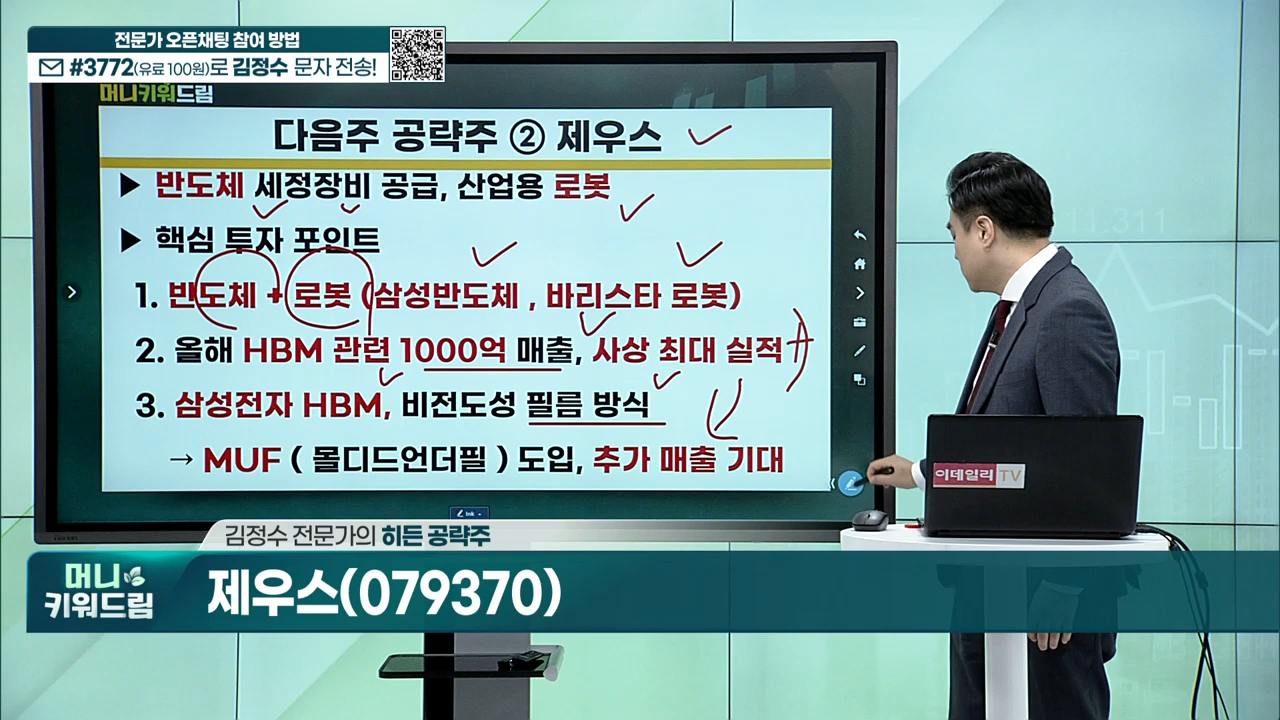 전문가 오픈채팅 참여 방법
#3772(유료 100원)로 김정수 문자 전송!
머니키워드림
다음주 공략주 ② 제우스
▶ 반도체 세정장비 공급, 산업용 로봇
▶ 핵심 투자 포인트
1. 반도체 + 로봇 (삼성반도체 , 바리스타 로봇)
2. 올해 HBM 관련 1000억 매출, 사상 최대 실적
3. 삼성전자 HBM, 비전도성 필름 방식
→ MUF ( 몰디드언더필 ) 도입, 추가 매출 기대
11.311
이데일리 TV
Ink
김정수 전문가의 히든 공략주
머니
키워드림
제우스(079370)